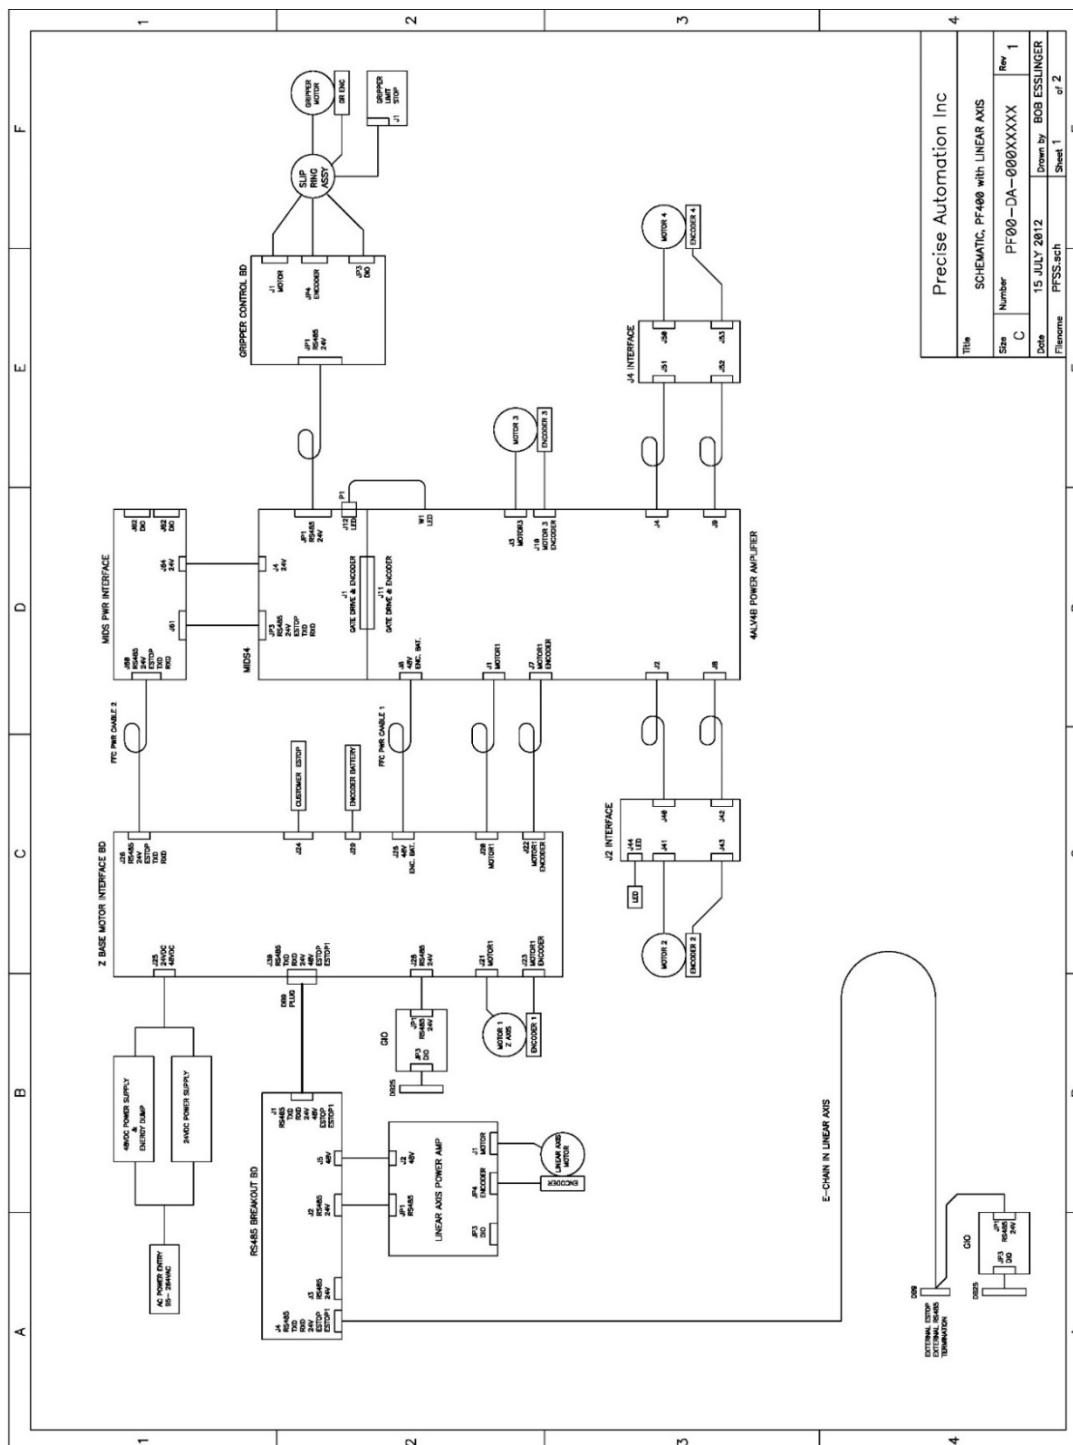 1
2
3
4
F
E
D
C
B
A
GRIPPER
MOTOR
GR ENC
GRIPPER
LIMIT
STOP
J1
SLIP
RING
ASSY
GRIPPER CONTROL BD
J1
MOTOR
JP4
ENCODER
JP3
DIO
JP1
RS485
24V
MOTOR 4
ENCODER 4
J4 INTERFACE
J50
J51
J53
J52
MOTOR 3
ENCODER 3
MIDS PWR INTERFACE
J62
DIO
J64
24V
J61
J60
RS485
24V
ESTOP
TXD
RXD
MIDS4
JP1
RS485
24V
J4
24V
JP3
RS485
24V
ESTOP
TXD
RXD
J12
LED
P1
W1
LED
J1
GATE DRIVE & ENCODER
J11
GATE DRIVE & ENCODER
J3
MOTOR3
J10
MOTOR 3
ENCODER
J4
J9
4ALV4B POWER AMPLIFIER
J6
48V
ENC. BAT.
J1
MOTOR1
J7
MOTOR1
ENCODER
J2
J8
FFC PWR CABLE 2
FFC PWR CABLE 1
CUSTOMER ESTOP
ENCODER BATTERY
Z BASE MOTOR INTERFACE BD
J26
RS485
24V
ESTOP
TXD
RXD
J24
J29
48V
ENC. BAT.
J20
MOTOR1
J22
MOTOR1
ENCODER
J25
24VDC
48VDC
J30
RS485
TXD
RXD
24V
48V
ESTOP
ESTOP1
J28
RS485
24V
J21
MOTOR1
J23
MOTOR1
ENCODER
J2 INTERFACE
J44
LED
J40
J41
J42
J43
LED
MOTOR 2
ENCODER 2
DB9
PLUG
GIO
JP1
RS485
24V
JP3
DIO
DB25
MOTOR 1
Z AXIS
ENCODER 1
48VDC POWER SUPPLY
&
ENERGY DUMP
24VDC POWER SUPPLY
AC POWER ENTRY
RS485 BREAKOUT BD
J1
RS485
TXD
RXD
24V
48V
ESTOP
ESTOP1
J5
48V
J2
RS485
24V
J3
RS485
24V
J4
RS485
TXD
RXD
24V
ESTOP
ESTOP1
LINEAR AXIS POWER AMP
J2
48V
JP1
RS485
J1
MOTOR
JP4
ENCODER
JP3
DIO
LINEAR AXIS
MOTOR
ENCODER
E-CHAIN IN LINEAR AXIS
DB9
EXTERNAL ESTOP
EXTERNAL RS485
TERMINATION
GIO
JP1
RS485
24V
JP3
DIO
DB25
Precise Automation Inc
Title
SCHEMATIC, PF400 with LINEAR AXIS
Size
C
Number
PF00-DA-000XXXXX
Rev
1
Date
15 JULY 2012
Drawn by BOB ESSLINGER
Filename
PFSS.sch
Sheet 1 of 2